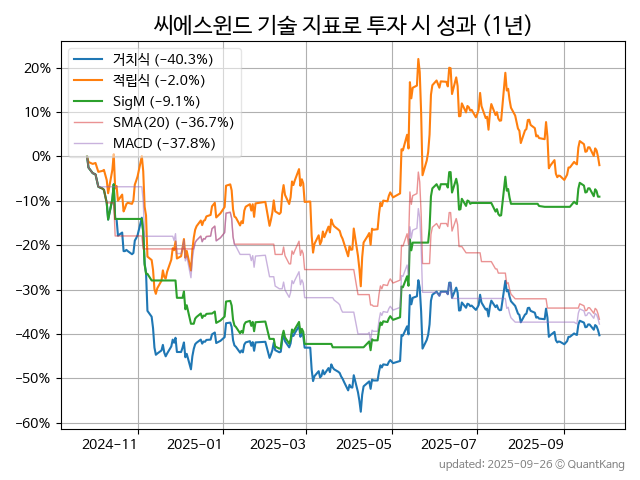 씨에스윈드 기술 지표로 투자 시 성과 (1년)
거치식 (−40.3%)
적립식 (−2.0%)
SigM (−9.1%)
SMA(20) (−36.7%)
MACD (−37.8%)
20%
10%
0%
−10%
−20%
−30%
−40%
−50%
−60%
2024-11 2025-01 2025-03 2025-05 2025-07 2025-09
updated: 2025-09-26 © QuantKang